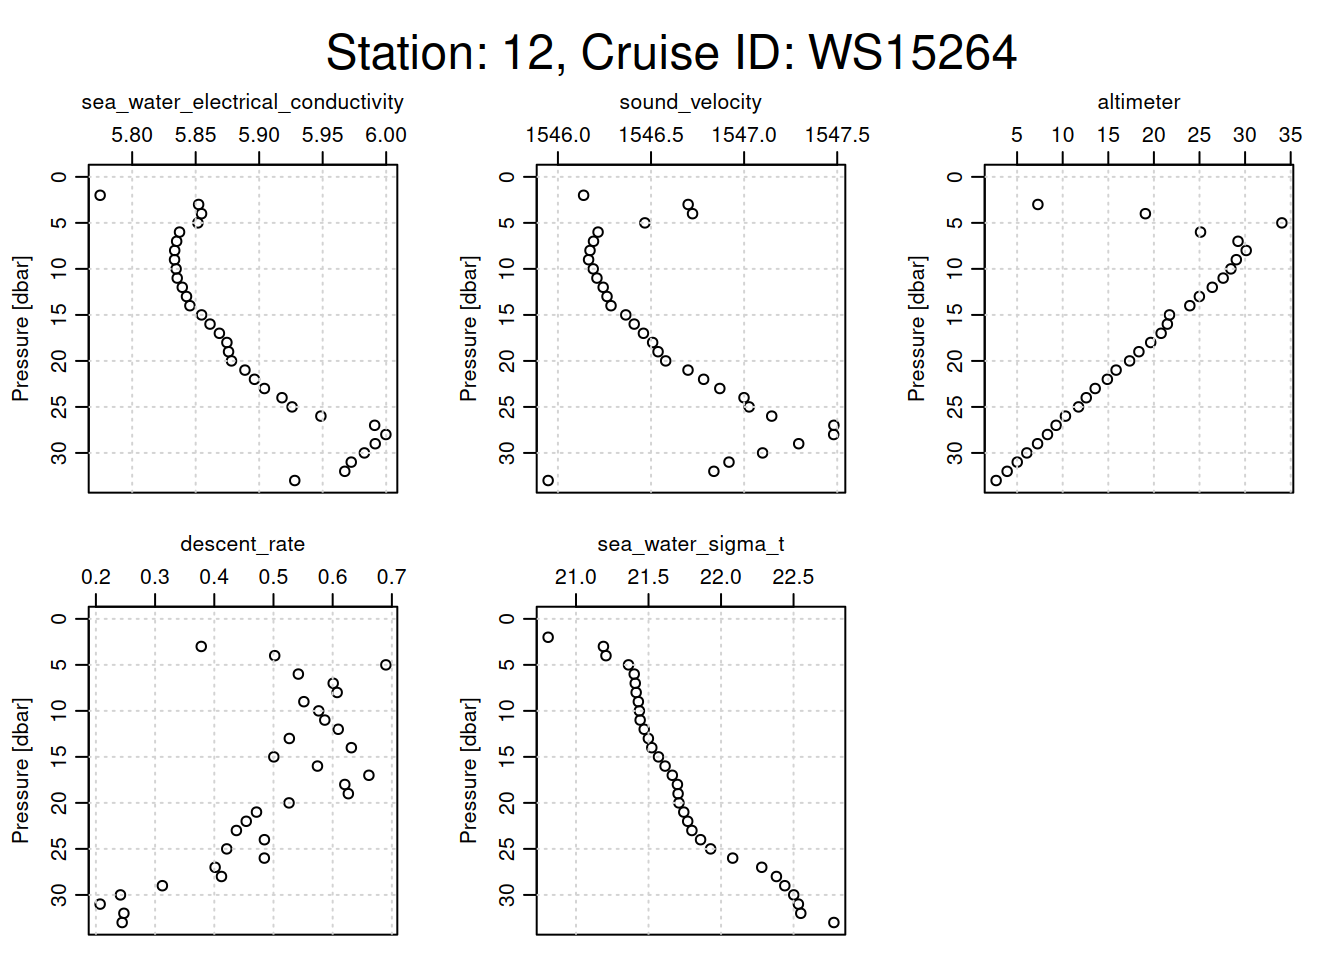 Station: 12, Cruise ID: WS15264
sea_water_electrical_conductivity
5.80 5.85 5.90 5.95 6.00
0
5
10
15
20
25
30
Pressure [dbar]
sound_velocity
1546.0 1546.5 1547.0 1547.5
0
5
10
15
20
25
30
Pressure [dbar]
altimeter
5 10 15 20 25 30 35
0
5
10
15
20
25
30
Pressure [dbar]
descent_rate
0.2 0.3 0.4 0.5 0.6 0.7
0
5
10
15
20
25
30
Pressure [dbar]
sea_water_sigma_t
21.0 21.5 22.0 22.5
0
5
10
15
20
25
30
Pressure [dbar]